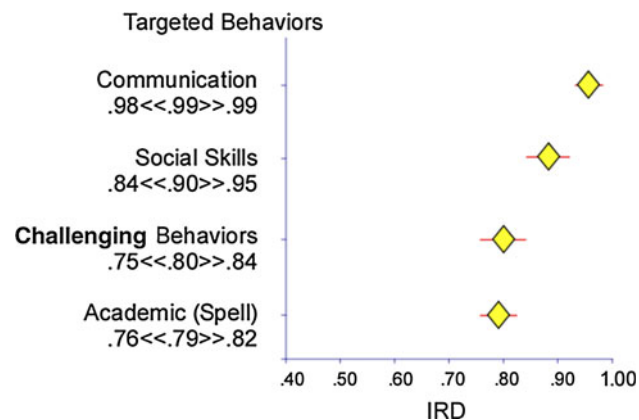 Targeted Behaviors
Communication
.98<<.99>>.99
Social Skills
.84<<.90>>.95
Challenging Behaviors
.75<<.80>>.84
Academic (Spell)
.76<<.79>>.82
.40 .50 .60 .70 .80 .90 1.00
IRD